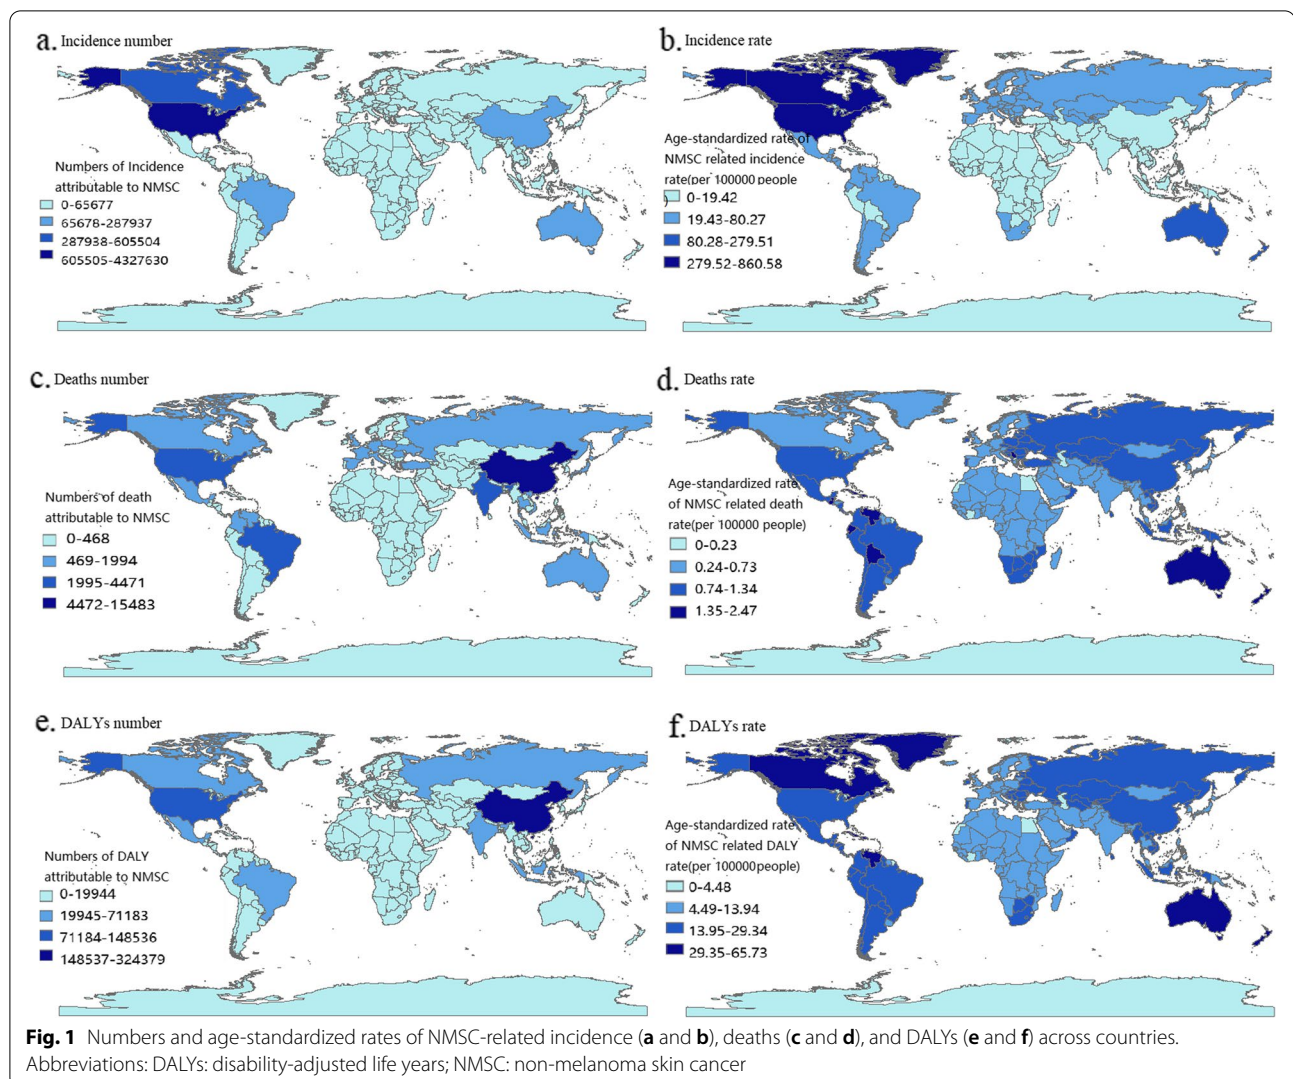 a. Incidence number
Numbers of Incidence
attributable to NMSC
0-65677
65678-287937
287938-605504
605505-4327630
b. Incidence rate
Age-standardized rate of
NMSC related incidence
rate(per 100000 people
)
0-19.42
19.43-80.27
80.28-279.51
279.52-860.58
c. Deaths number
Numbers of death
attributable to NMSC
0-468
469-1994
1995-4471
4472-15483
d. Deaths rate
Age-standardized rate
of NMSC related death
rate(per 100000 people)
0-0.23
0.24-0.73
0.74-1.34
1.35-2.47
e. DALYs number
Numbers of DALY
attributable to NMSC
0-19944
19945-71183
71184-148536
148537-324379
f. DALYs rate
Age-standardized rate
of NMSC related DALY
rate(per 100000people)
0-4.48
4.49-13.94
13.95-29.34
29.35-65.73
Fig. 1 Numbers and age-standardized rates of NMSC-related incidence (a and b), deaths (c and d), and DALYs (e and f) across countries.
Abbreviations: DALYs: disability-adjusted life years; NMSC: non-melanoma skin cancer